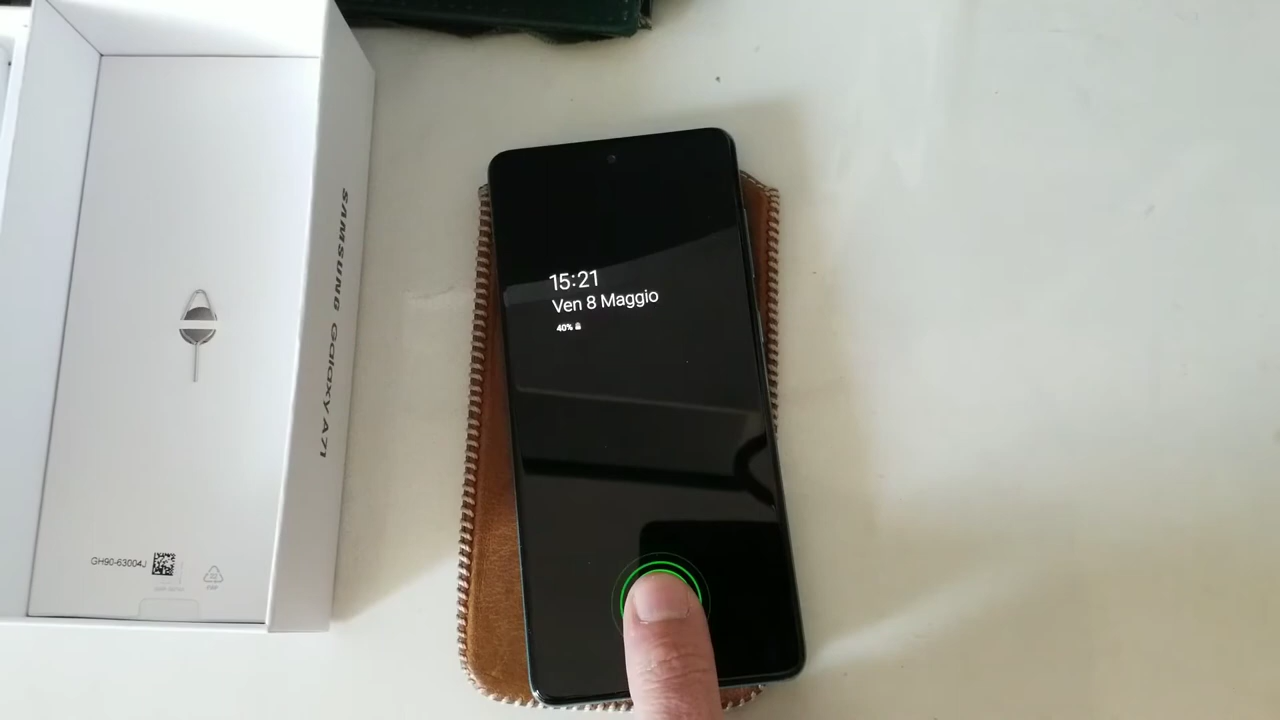 SAMSUNG Galaxy A71
15:21
Ven 8 Maggio
40%
GH90-63004J